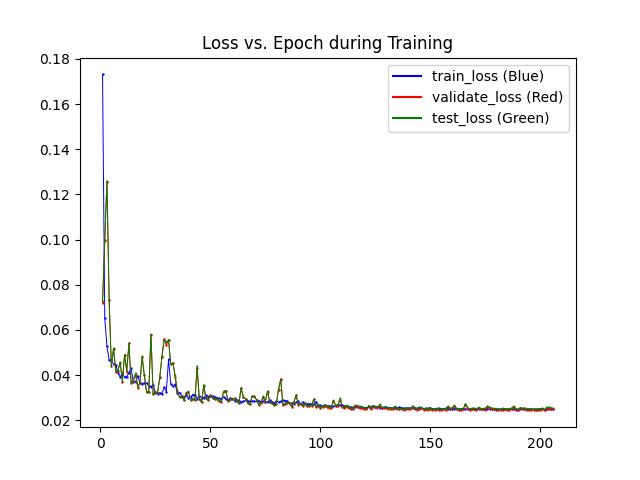 Loss vs. Epoch during Training
0.18
0.16
0.14
0.12
0.10
0.08
0.06
0.04
0.02
train_loss (Blue)
validate_loss (Red)
test_loss (Green)
0 50 100 150 200